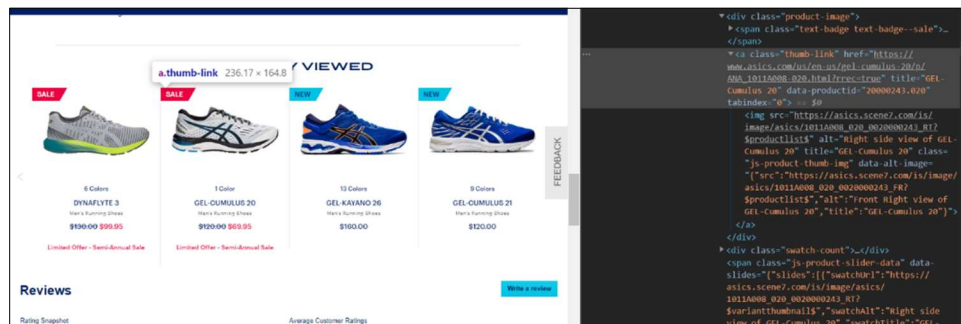 Y VIEWED
a.thumb-link 236.17 × 164.8
SALE
SALE
NEW
NEW
6 Colors
1 Color
13 Colors
9 Colors
DYNAFLYTE 3
GEL-CUMULUS 20
GEL-KAYANO 26
GEL-CUMULUS 21
Men's Running Shoes
Men's Running Shoes
Men's Running Shoes
Men's Running Shoes
$130.00 $99.95
$120.00 $69.95
$160.00
$120.00
Limited Offer - Semi-Annual Sale
Limited Offer - Semi-Annual Sale
FEEDBACK
Reviews
Write a review
Rating Snapshot
Average Customer Ratings
▼<div class="product-image">
▶<span class="text-badge text-badge--sale">…
</span>
… ▼<a class="thumb-link" href="https://
www.asics.com/us/en-us/gel-cumulus-20/p/
ANA_1011A008-020.html?rrec=true" title="GEL-
Cumulus 20" data-productid="20000243.020"
tabindex="0"> == $0
<img src="https://asics.scene7.com/is/
image/asics/1011A008_020_0020000243_RT?
$productlist$" alt="Right side view of GEL-
Cumulus 20" title="GEL-Cumulus 20" class=
"js-product-thumb-img" data-alt-image=
"{"src":"https://asics.scene7.com/is/image/
asics/1011A008_020_0020000243_FR?
$productlist$","alt":"Front Right view of
GEL-Cumulus 20","title":"GEL-Cumulus 20"}">
</a>
</div>
▶<div class="swatch-count">…</div>
<span class="js-product-slider-data" data-
slides="{"slides":[{"swatchUrl":"https://
asics.scene7.com/is/image/asics/
1011A008_020_0020000243_RT?
$variantthumbnail$","swatchAlt":"Right side
view of GEL-Cumulus 20","swatchTitle":"GEL-